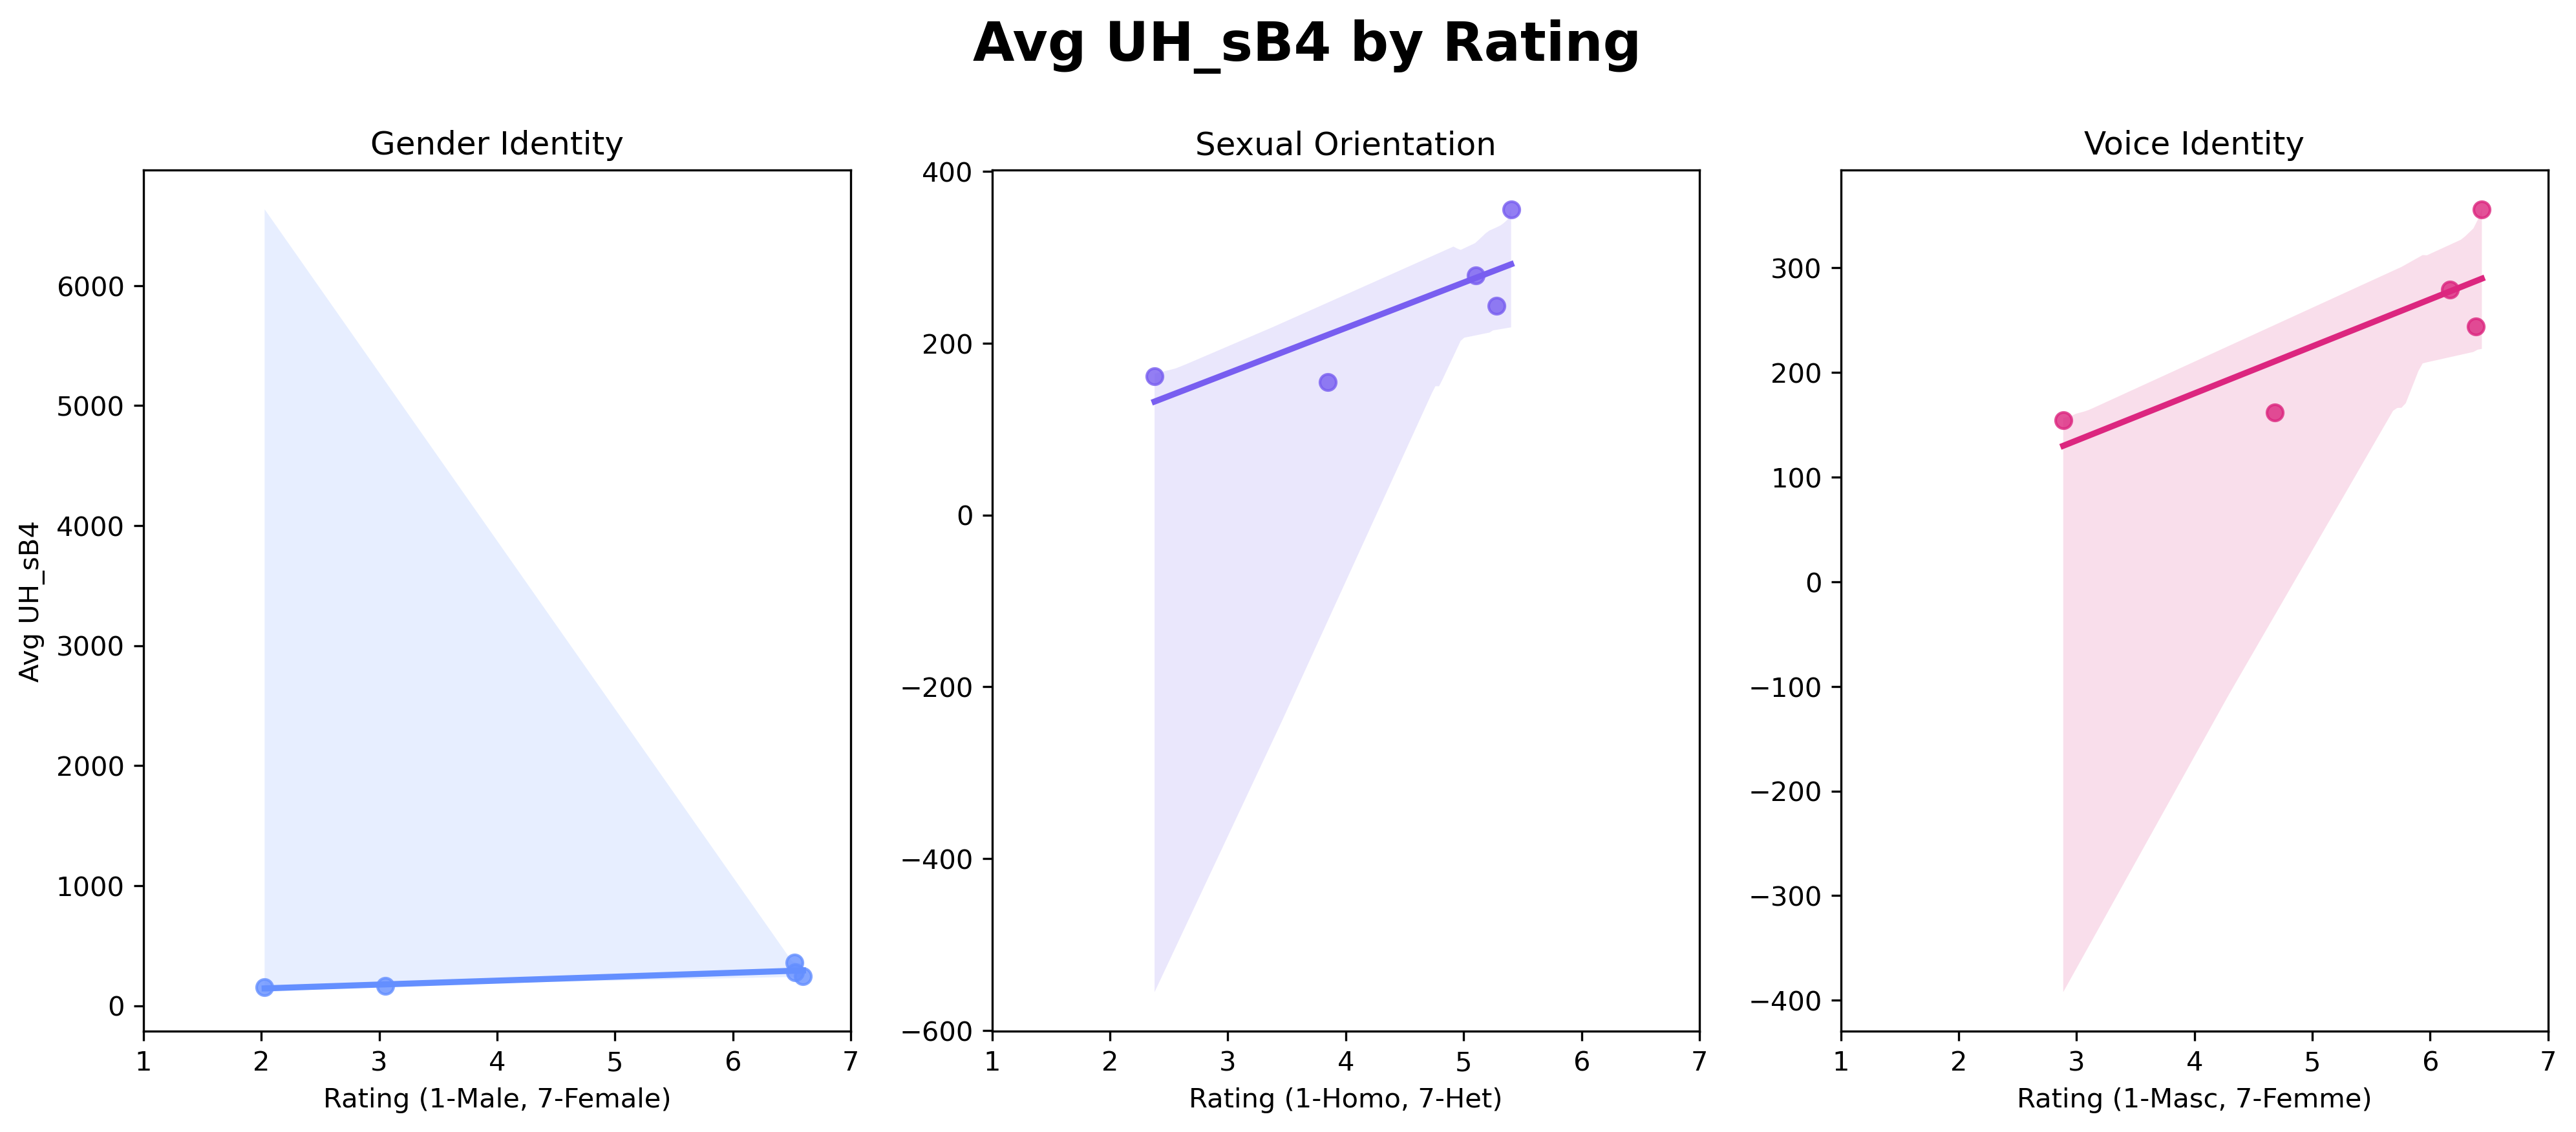 Avg UH_sB4 by Rating
Gender Identity
Sexual Orientation
Voice Identity
Avg UH_sB4
6000
5000
4000
3000
2000
1000
0
1 2 3 4 5 6 7
Rating (1-Male, 7-Female)
400
200
0
−200
−400
−600
1 2 3 4 5 6 7
Rating (1-Homo, 7-Het)
300
200
100
0
−100
−200
−300
−400
1 2 3 4 5 6 7
Rating (1-Masc, 7-Femme)